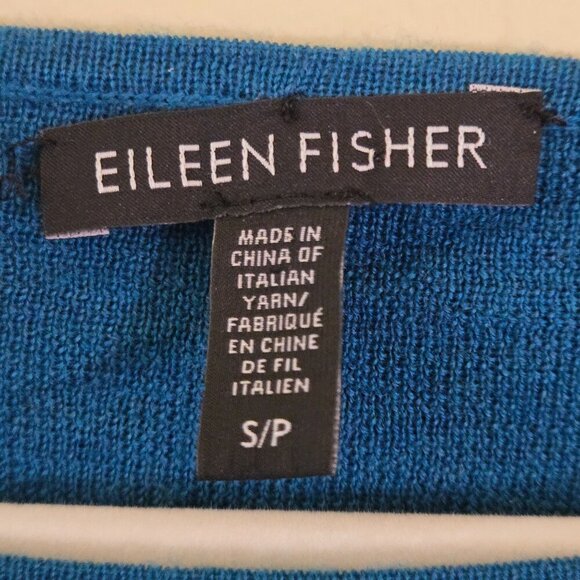 EILEEN FISHER
MADE IN
CHINA OF
ITALIAN
YARN/
FABRIQUÉ
EN CHINE
DE FIL
ITALIEN
S/P